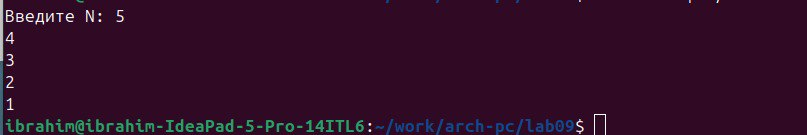 Введите N: 5
4
3
2
1
ibrahim@ibrahim-IdeaPad-5-Pro-14ITL6:~/work/arch-pc/lab09$